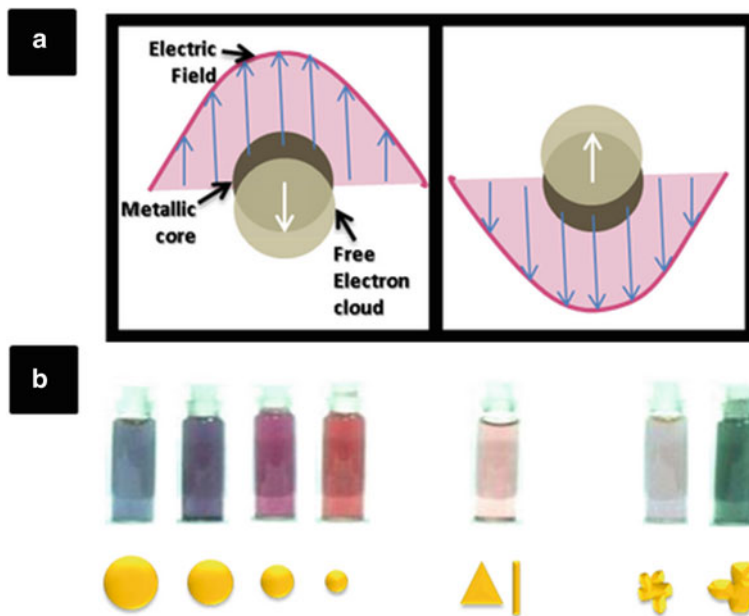 a
Electric
Field
Metallic
core
Free
Electron
cloud
b